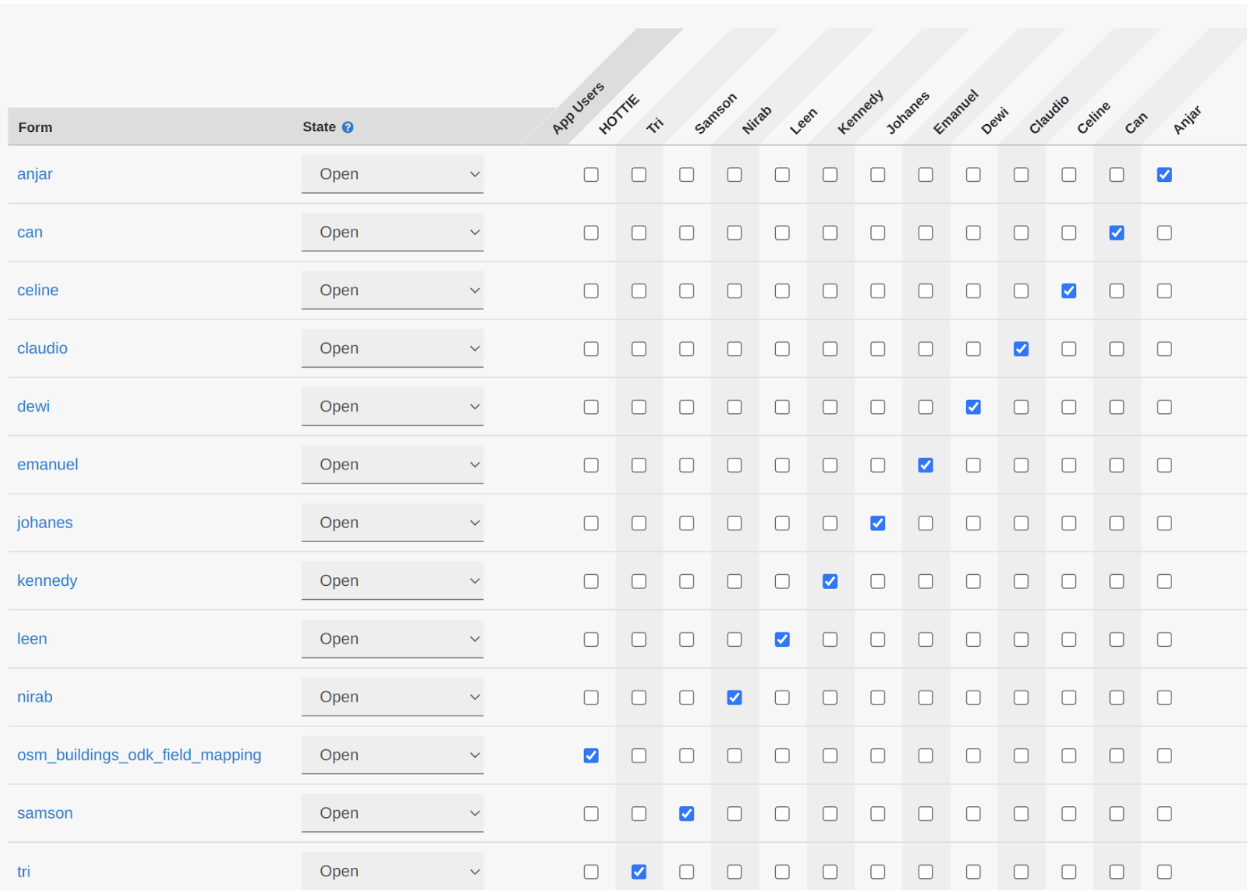 App Users HOTTIE Tri Samson Nirab Leen Kennedy Johanes Emanuel Dewi Claudio Celine Can Anjar
Form State ?
anjar Open
can Open
celine Open
claudio Open
dewi Open
emanuel Open
johanes Open
kennedy Open
leen Open
nirab Open
osm_buildings_odk_field_mapping Open
samson Open
tri Open